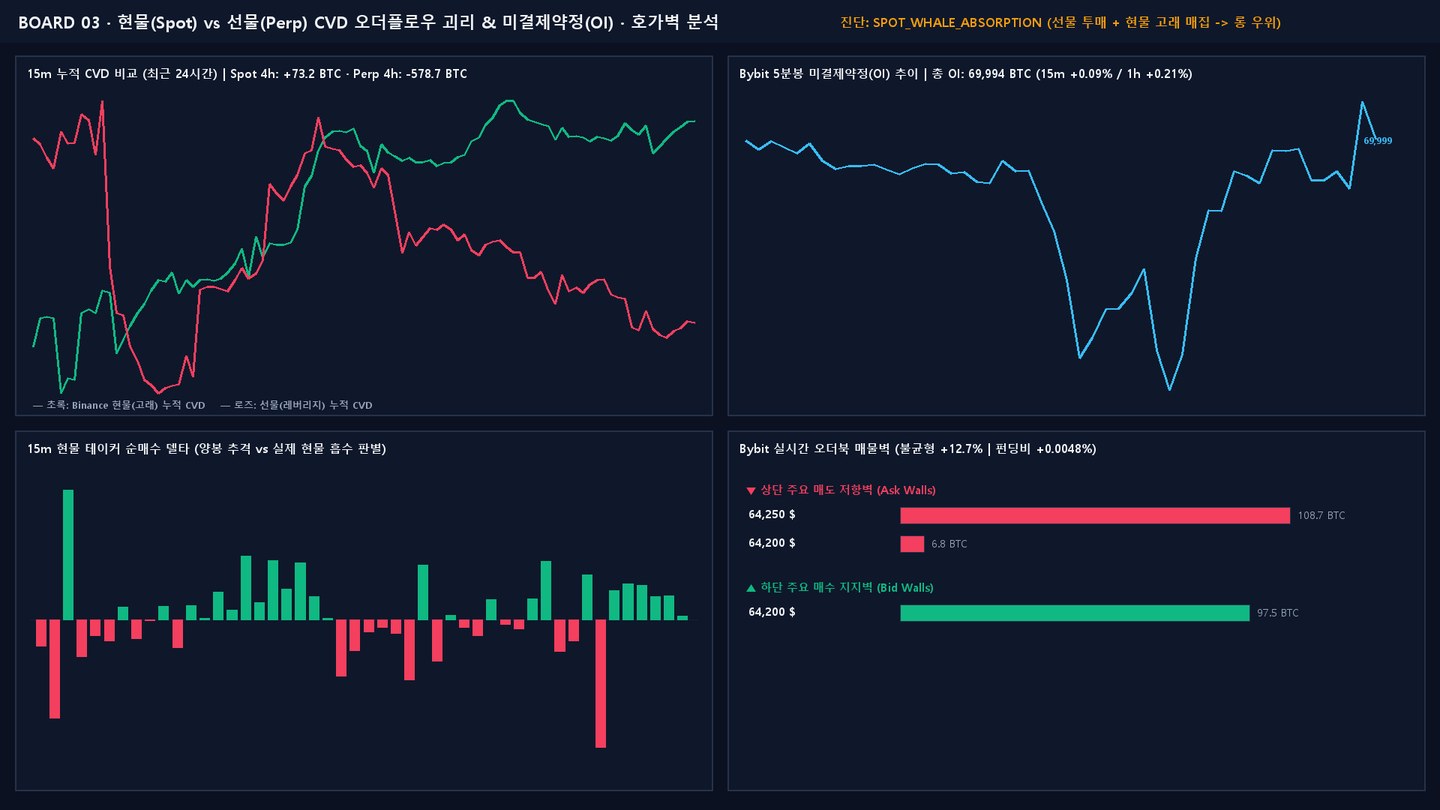 BOARD 03 · 현물(Spot) vs 선물(Perp) CVD 오더플로우 괴리 & 미결제약정(OI) · 호가벽 분석
진단: SPOT_WHALE_ABSORPTION (선물 투매 + 현물 고래 매집 -> 롱 우위)
15m 누적 CVD 비교 (최근 24시간) | Spot 4h: +73.2 BTC · Perp 4h: -578.7 BTC
— 초록: Binance 현물(고래) 누적 CVD — 로즈: 선물(레버리지) 누적 CVD
Bybit 5분봉 미결제약정(OI) 추이 | 총 OI: 69,994 BTC (15m +0.09% / 1h +0.21%)
69,999
15m 현물 테이커 순매수 델타 (양봉 추격 vs 실제 현물 흡수 판별)
Bybit 실시간 오더북 매물벽 (불균형 +12.7% | 펀딩비 +0.0048%)
▼ 상단 주요 매도 저항벽 (Ask Walls)
64,250 $ 108.7 BTC
64,200 $ 6.8 BTC
▲ 하단 주요 매수 지지벽 (Bid Walls)
64,200 $ 97.5 BTC